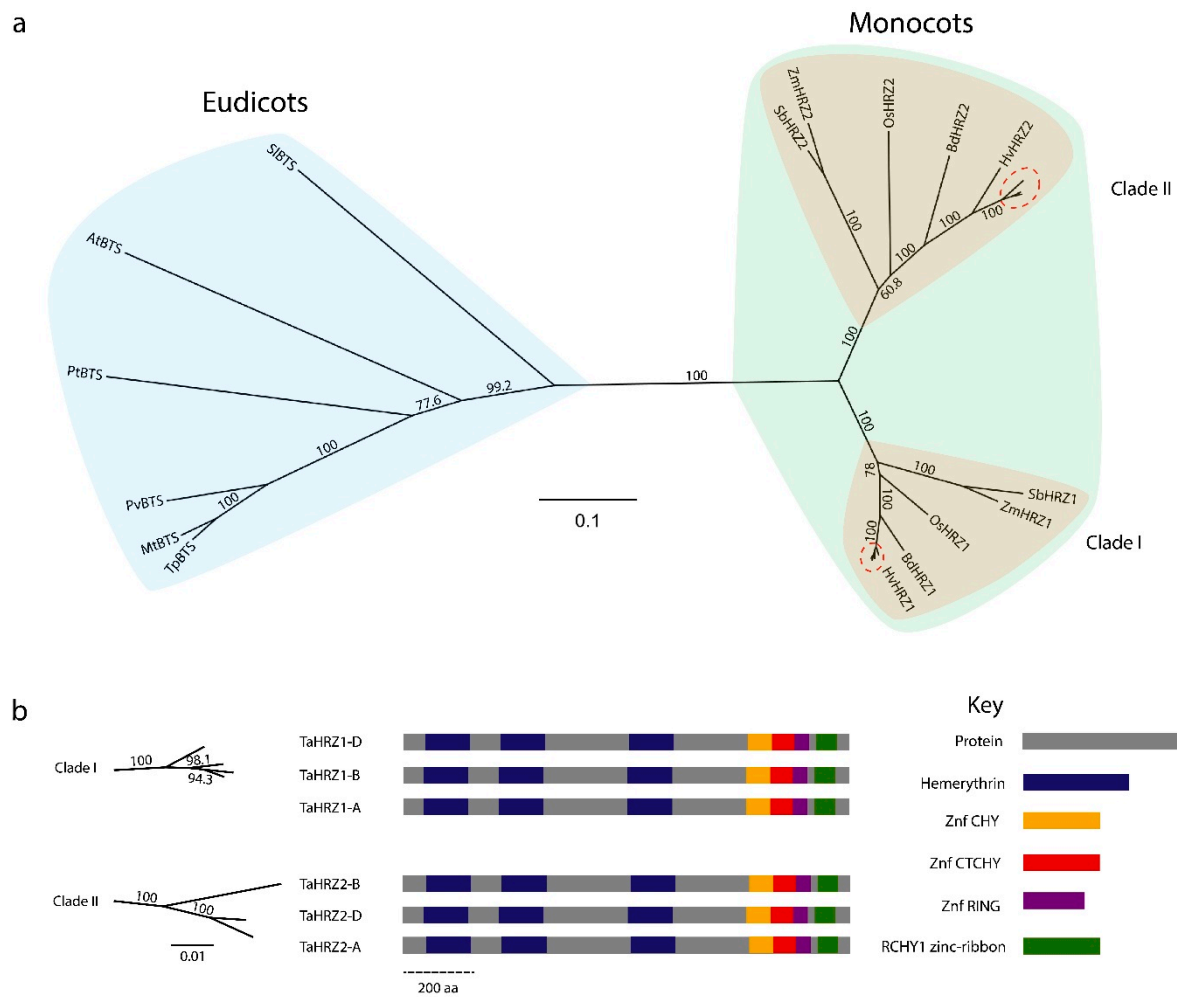 a
Monocots
Eudicots
ZmHRZ2
SbHRZ2
OsHRZ2
BdHRZ2
HvHRZ2
Clade II
SlBTS
AtBTS
PtBTS
PvBTS
MtBTS
TpBTS
100
100
100
100
60.8
100
100
99.2
77.6
100
100
100
78
100
100
100
SbHRZ1
ZmHRZ1
OsHRZ1
BdHRZ1
HvHRZ1
Clade I
0.1
b
Key
Clade I
100
98.1
94.3
TaHRZ1-D
TaHRZ1-B
TaHRZ1-A
Clade II
100
100
0.01
TaHRZ2-B
TaHRZ2-D
TaHRZ2-A
200 aa
Protein
Hemerythrin
Znf CHY
Znf CTCHY
Znf RING
RCHY1 zinc-ribbon